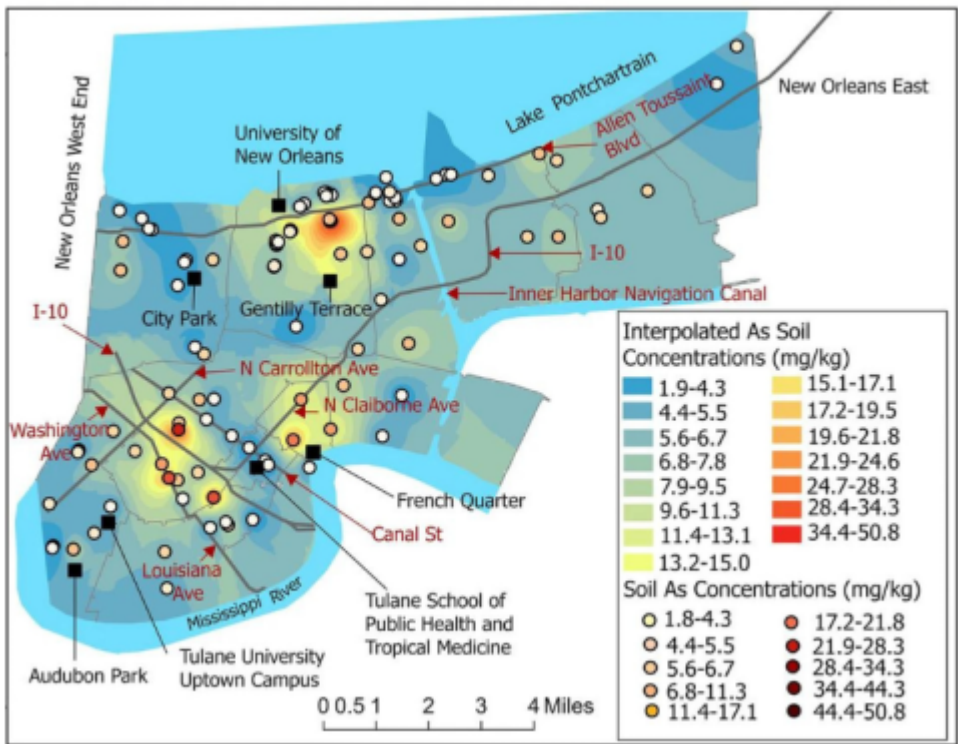 Lake Pontchartrain
New Orleans East
Allen Toussaint
Blvd
University of
New Orleans
New Orleans West End
I-10
Inner Harbor Navigation Canal
City Park
Gentilly Terrace
I-10
N Carrollton Ave
N Claiborne Ave
Washington
Ave
French Quarter
Canal St
Louisiana
Ave
Mississippi River
Tulane School of
Public Health and
Tropical Medicine
Tulane University
Uptown Campus
Audubon Park
0 0.5 1 2 3 4 Miles
Interpolated As Soil
Concentrations (mg/kg)
1.9-4.3
4.4-5.5
5.6-6.7
6.8-7.8
7.9-9.5
9.6-11.3
11.4-13.1
13.2-15.0
15.1-17.1
17.2-19.5
19.6-21.8
21.9-24.6
24.7-28.3
28.4-34.3
34.4-50.8
Soil As Concentrations (mg/kg)
1.8-4.3
4.4-5.5
5.6-6.7
6.8-11.3
11.4-17.1
17.2-21.8
21.9-28.3
28.4-34.3
34.4-44.3
44.4-50.8